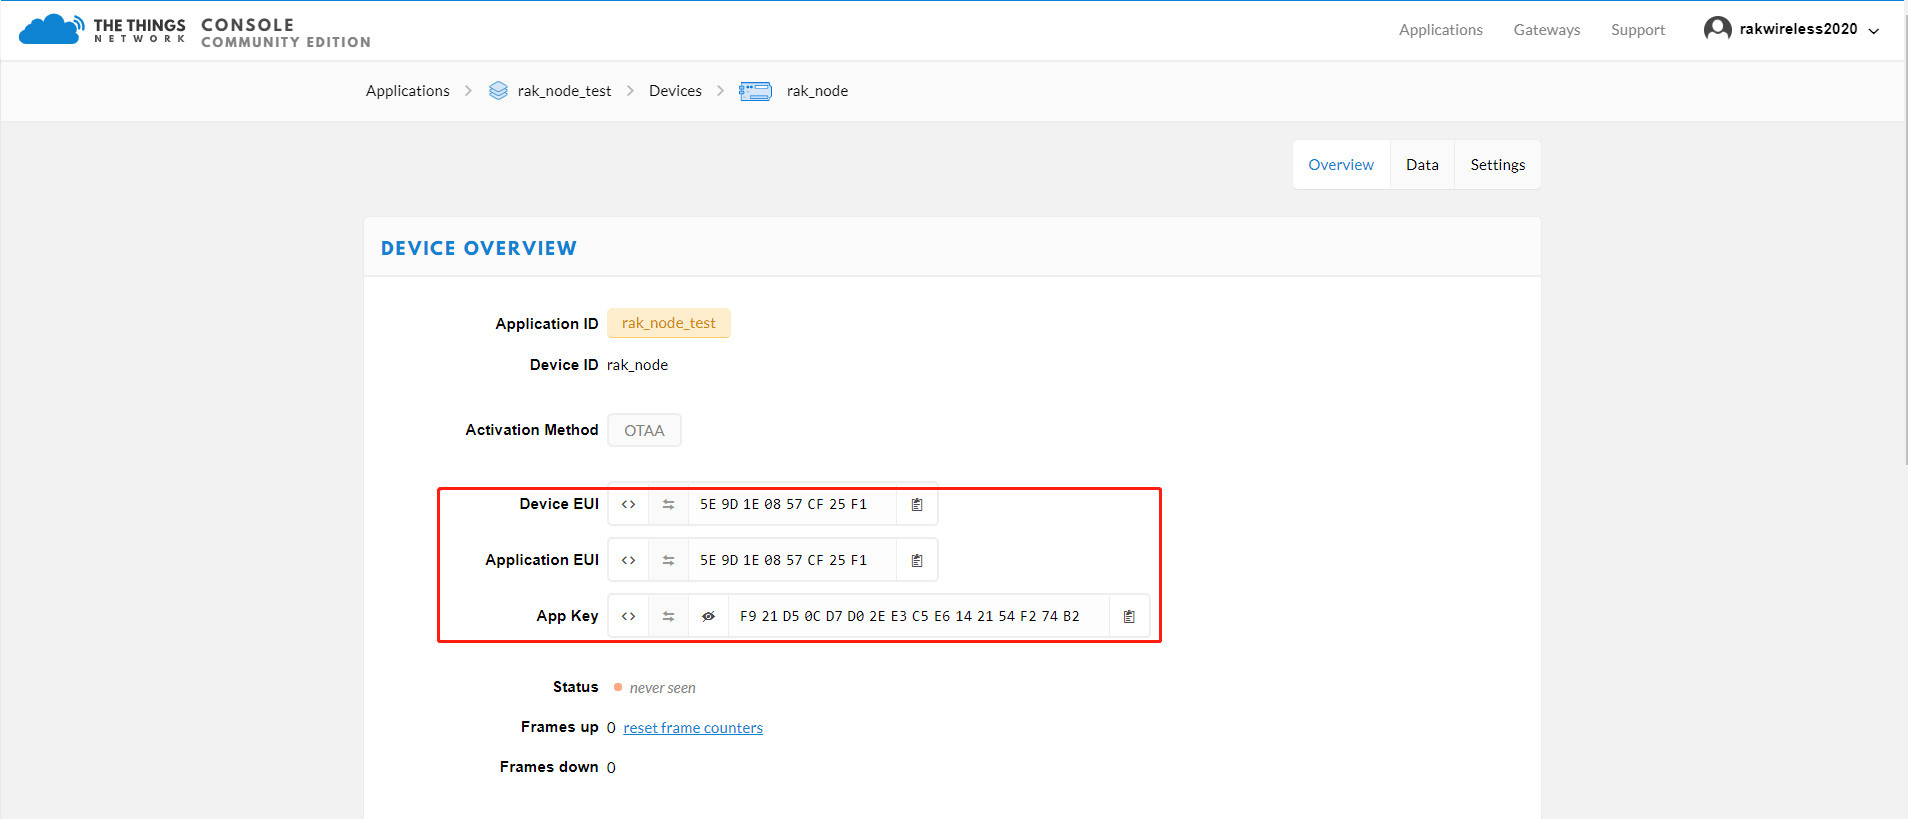 THE THINGS NETWORK CONSOLE COMMUNITY EDITION
Applications Gateways Support rakwireless2020
Applications > rak_node_test > Devices > rak_node
Overview Data Settings
DEVICE OVERVIEW
Application ID rak_node_test
Device ID rak_node
Activation Method OTAA
Device EUI <> 5E 9D 1E 08 57 CF 25 F1
Application EUI <> 5E 9D 1E 08 57 CF 25 F1
App Key <> F9 21 D5 0C D7 D0 2E E3 C5 E6 14 21 54 F2 74 B2
Status never seen
Frames up 0 reset frame counters
Frames down 0